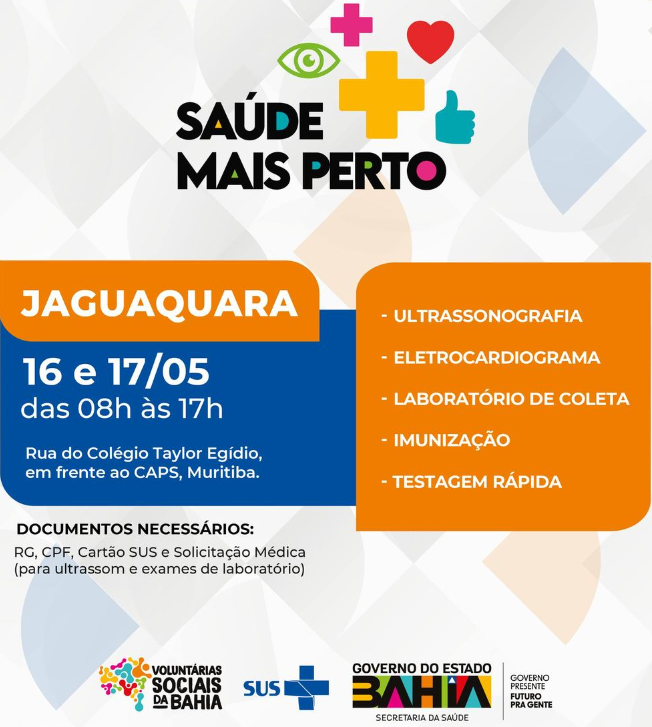 SAÚDE
MAIS PERTO
JAGUAQUARA
16 e 17/05
das 08h às 17h
Rua do Colégio Taylor Egídio,
em frente ao CAPS, Muritiba.
- ULTRASSONOGRAFIA
- ELETROCARDIOGRAMA
- LABORATÓRIO DE COLETA
- IMUNIZAÇÃO
- TESTAGEM RÁPIDA
DOCUMENTOS NECESSÁRIOS:
RG, CPF, Cartão SUS e Solicitação Médica
(para ultrassom e exames de laboratório)
VOLUNTÁRIAS
SOCIAIS
DA BAHIA
SUS
GOVERNO DO ESTADO
BAHIA
SECRETARIA DA SAÚDE
GOVERNO
PRESENTE
FUTURO
PRA GENTE